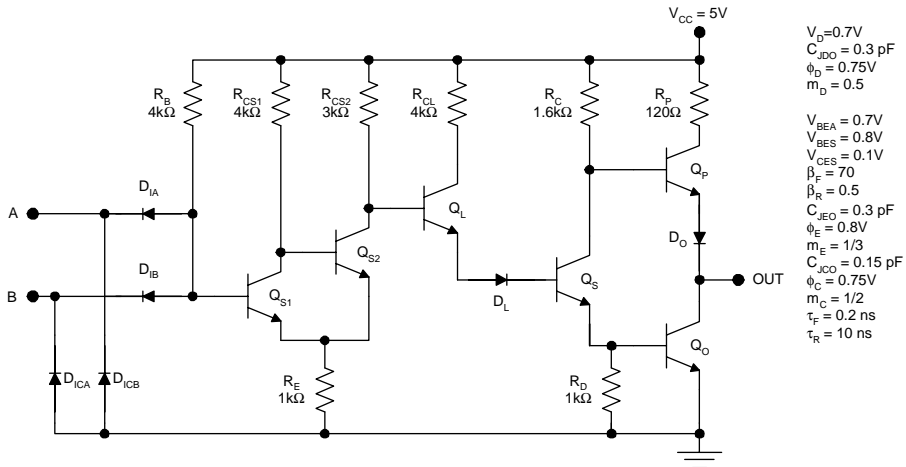 V_CC = 5V
R_B
4kΩ
R_CS1
4kΩ
R_CS2
3kΩ
R_CL
4kΩ
R_C
1.6kΩ
R_P
120Ω
Q_P
D_IA
A
Q_L
D_O
Q_S2
D_IB
OUT
B
Q_S1
D_L
Q_S
Q_O
D_ICA
D_ICB
R_E
1kΩ
R_D
1kΩ
V_D=0.7V
C_JDO = 0.3 pF
ϕ_D = 0.75V
m_D = 0.5
V_BEA = 0.7V
V_BES = 0.8V
V_CES = 0.1V
β_F = 70
β_R = 0.5
C_JEO = 0.3 pF
ϕ_E = 0.8V
m_E = 1/3
C_JCO = 0.15 pF
ϕ_C = 0.75V
m_C = 1/2
τ_F = 0.2 ns
τ_R = 10 ns